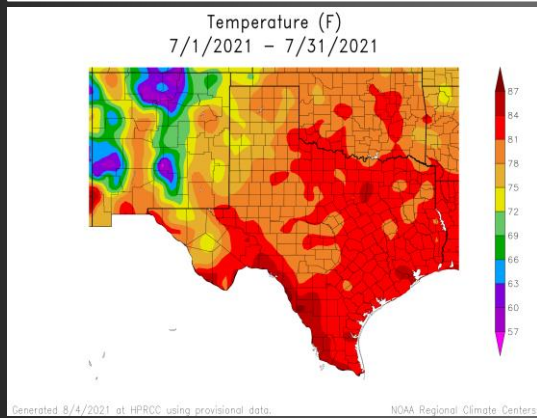 Temperature (F)
7/1/2021 – 7/31/2021
87
84
81
78
75
72
69
66
63
60
57
Generated 8/4/2021 at HPRCC using provisional data.
NOAA Regional Climate Centers